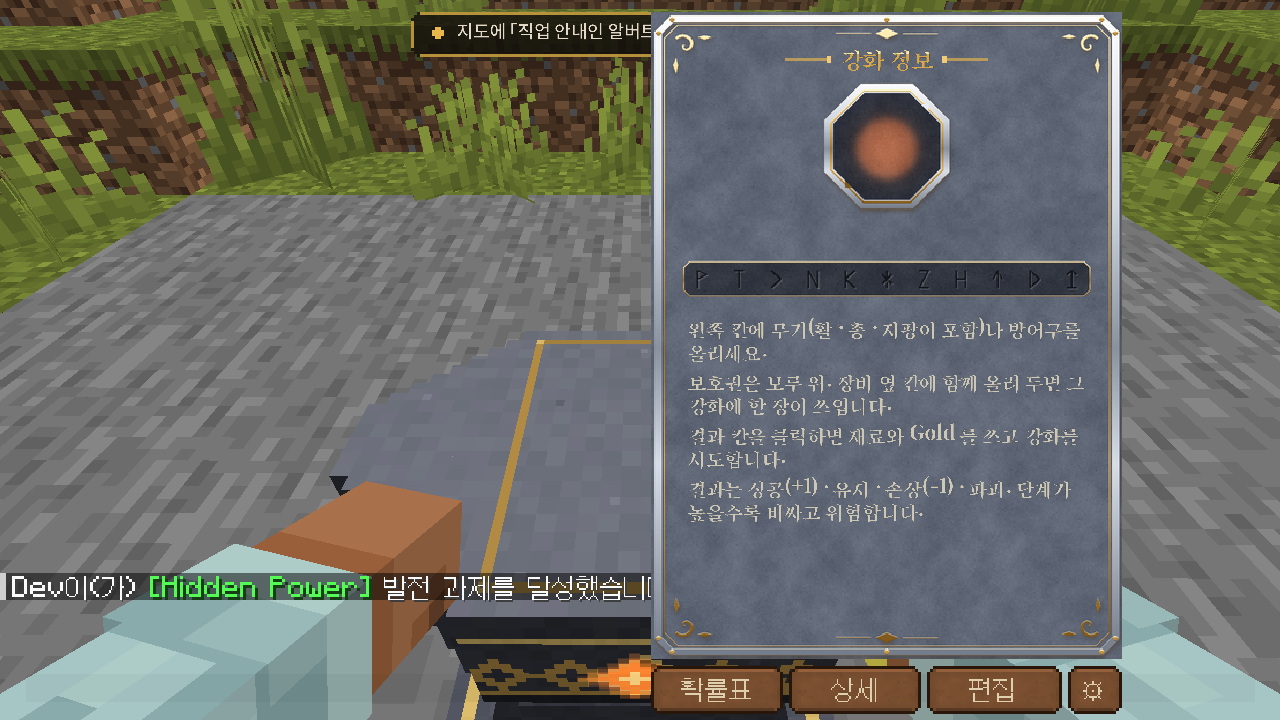 지도에 「직업 안내인 알버트
강화 정보
왼쪽 칸에 무기(활 · 총 · 지팡이 포함)나 방어구를
올리세요.
보호권은 모루 위, 장비 옆 칸에 함께 올려 두면 그
강화에 한 장이 쓰입니다.
결과 칸을 클릭하면 재료와 Gold 를 쓰고 강화를
시도합니다.
결과는 성공(+1) · 유지 · 손상(-1) · 파괴. 단계가
높을수록 비싸고 위험합니다.
Dev이(가) [Hidden Power] 발전 과제를 달성했습니
확률표
상세
편집